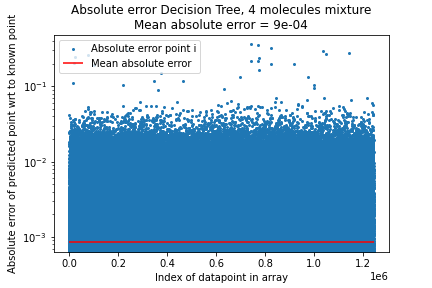 Absolute error Decision Tree, 4 molecules mixture
Mean absolute error = 9e-04
Absolute error of predicted point wrt to known point
10⁻¹
10⁻²
10⁻³
Absolute error point i
Mean absolute error
0.0 0.2 0.4 0.6 0.8 1.0 1.2
1e6
Index of datapoint in array